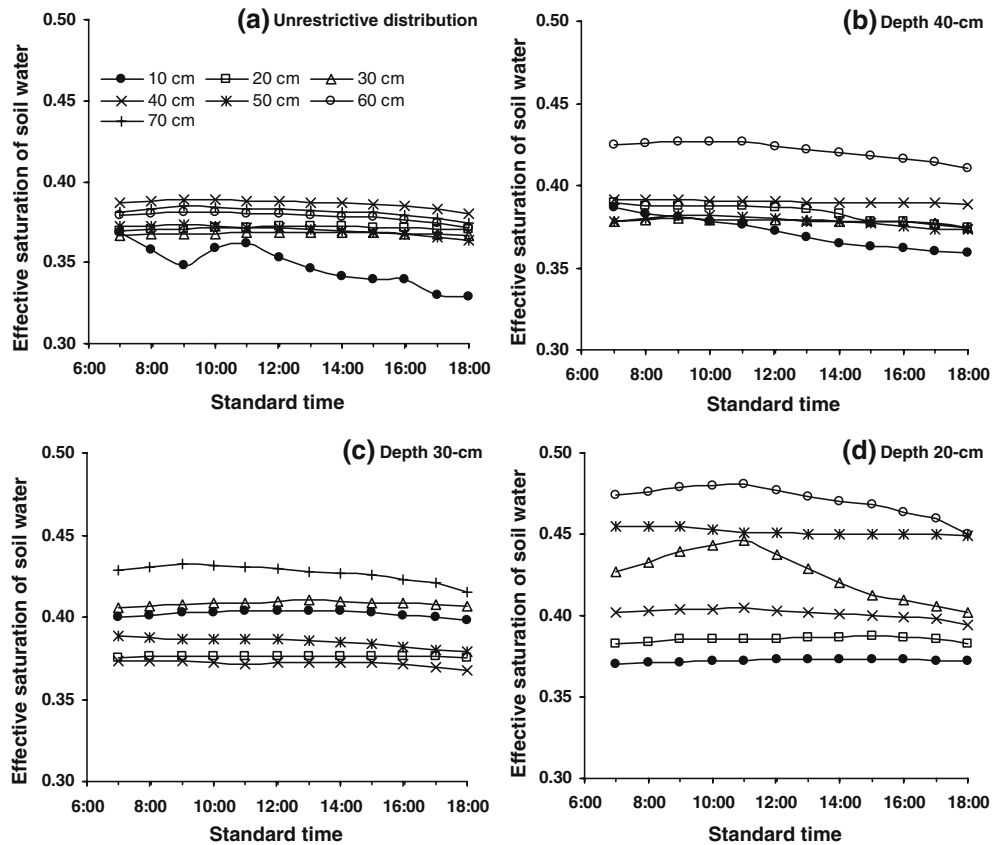 (a) Unrestrictive distribution
Effective saturation of soil water
0.50
0.45
0.40
0.35
0.30
10 cm 20 cm 30 cm
40 cm 50 cm 60 cm
70 cm
6:00 8:00 10:00 12:00 14:00 16:00 18:00
Standard time
(b) Depth 40-cm
Effective saturation of soil water
0.50
0.45
0.40
0.35
0.30
6:00 8:00 10:00 12:00 14:00 16:00 18:00
Standard time
(c) Depth 30-cm
Effective saturation of soil water
0.50
0.45
0.40
0.35
0.30
6:00 8:00 10:00 12:00 14:00 16:00 18:00
Standard time
(d) Depth 20-cm
Effective saturation of soil water
0.50
0.45
0.40
0.35
0.30
6:00 8:00 10:00 12:00 14:00 16:00 18:00
Standard time